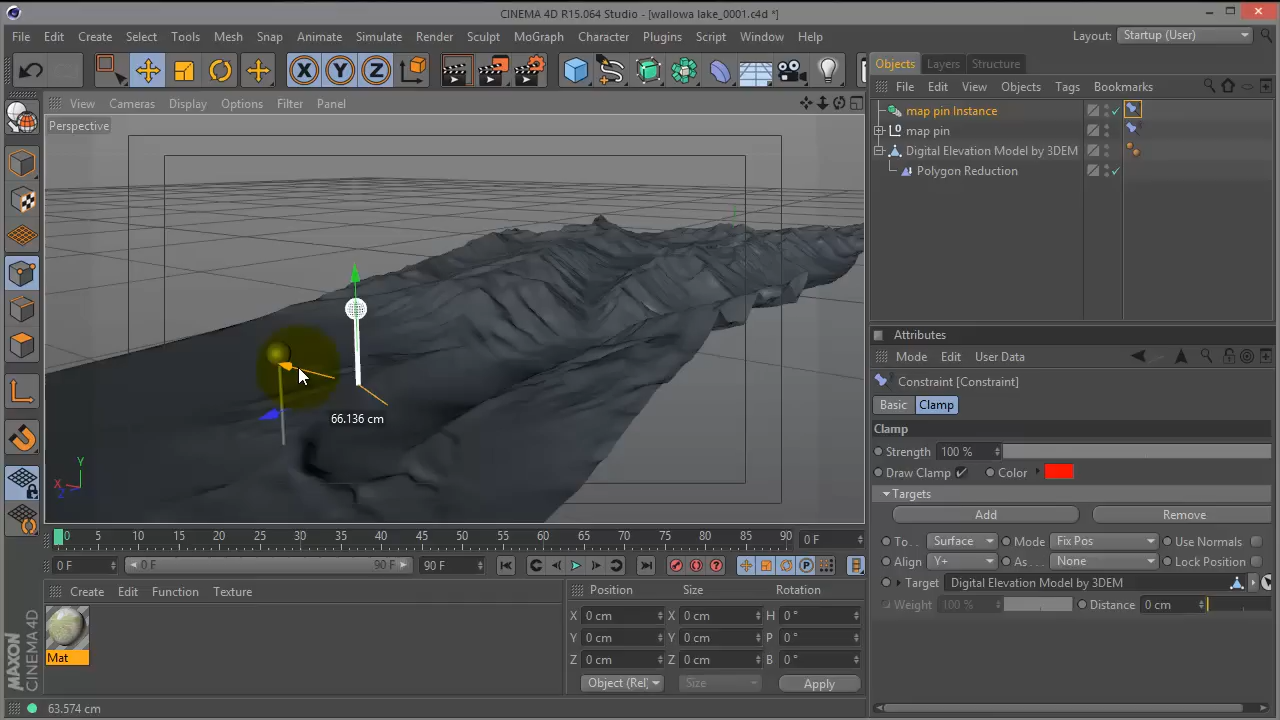 CINEMA 4D R15.064 Studio - [wallowa lake_0001.c4d *]
File Edit Create Select Tools Mesh Snap Animate Simulate Render Sculpt MoGraph Character Plugins Script Window Help Layout: Startup (User)
X Y Z
Objects Layers Structure
View Cameras Display Options Filter Panel
File Edit View Objects Tags Bookmarks
Perspective
map pin Instance
L0 map pin
Digital Elevation Model by 3DEM
Polygon Reduction
66.136 cm
Y
X
Z
Attributes
Mode Edit User Data
Constraint [Constraint]
Basic Clamp
Clamp
Strength 100 %
Draw Clamp Color
Targets
Add Remove
To. . Surface Mode Fix Pos Use Normals
Align Y+ As. . . None Lock Position
Target Digital Elevation Model by 3DEM
Weight 100 % Distance 0 cm
0 5 10 15 20 25 30 35 40 45 50 55 60 65 70 75 80 85 90 0 F
0 F 0 F 90 F 90 F
Create Edit Function Texture
Mat
Position Size Rotation
X 0 cm X 0 cm H 0 °
Y 0 cm Y 0 cm P 0 °
Z 0 cm Z 0 cm B 0 °
Object (Rel) Size Apply
MAXON
CINEMA 4D
63.574 cm